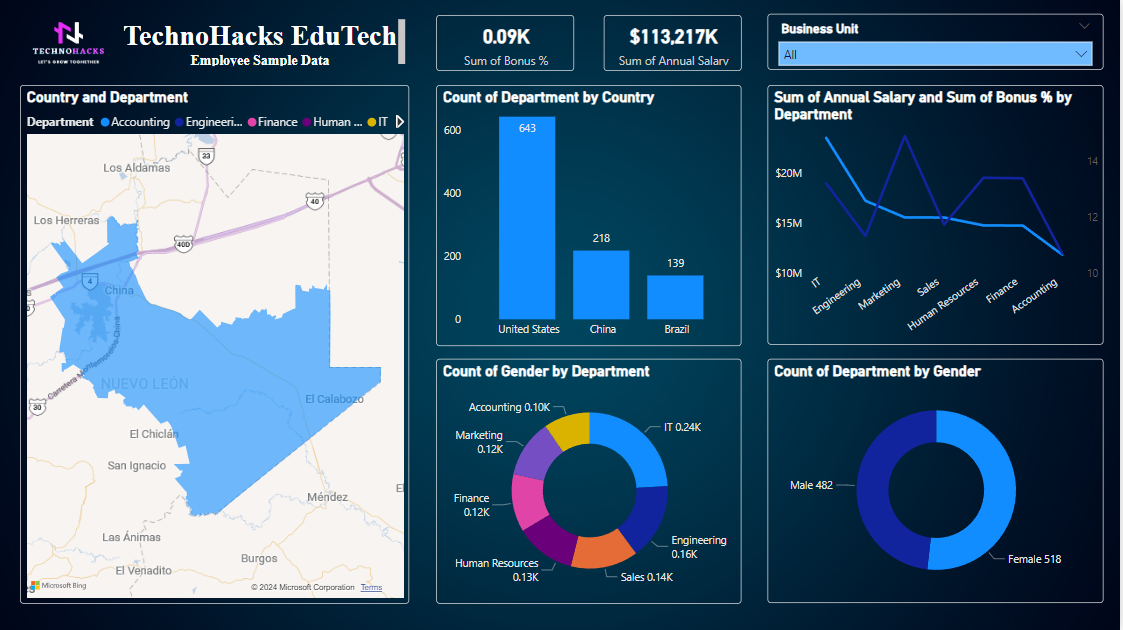 TECHNOHACKS
LET'S GROW TOGHETHER
TechnoHacks EduTech
Employee Sample Data
0.09K
Sum of Bonus %
$113,217K
Sum of Annual Salary
Business Unit
All
Country and Department
Department Accounting Engineeri... Finance Human ... IT
33
Los Aldamas
40
Los Herreras
40D
4
China
Carretera Montemorelos-China
NUEVO LEÓN
30
El Calabozo
El Chiclán
San Ignacio
Méndez
El
Las Ánimas
Burgos
El Venadito
Microsoft Bing
© 2024 Microsoft Corporation Terms
Count of Department by Country
600
400
200
0
643
218
139
United States China Brazil
Sum of Annual Salary and Sum of Bonus % by
Department
$20M
$15M
$10M
14
12
10
IT
Engineering
Marketing
Sales
Human Resources
Finance
Accounting
Count of Gender by Department
Accounting 0.10K
IT 0.24K
Marketing
0.12K
Finance
0.12K
Engineering
0.16K
Human Resources
0.13K
Sales 0.14K
Count of Department by Gender
Male 482
Female 518